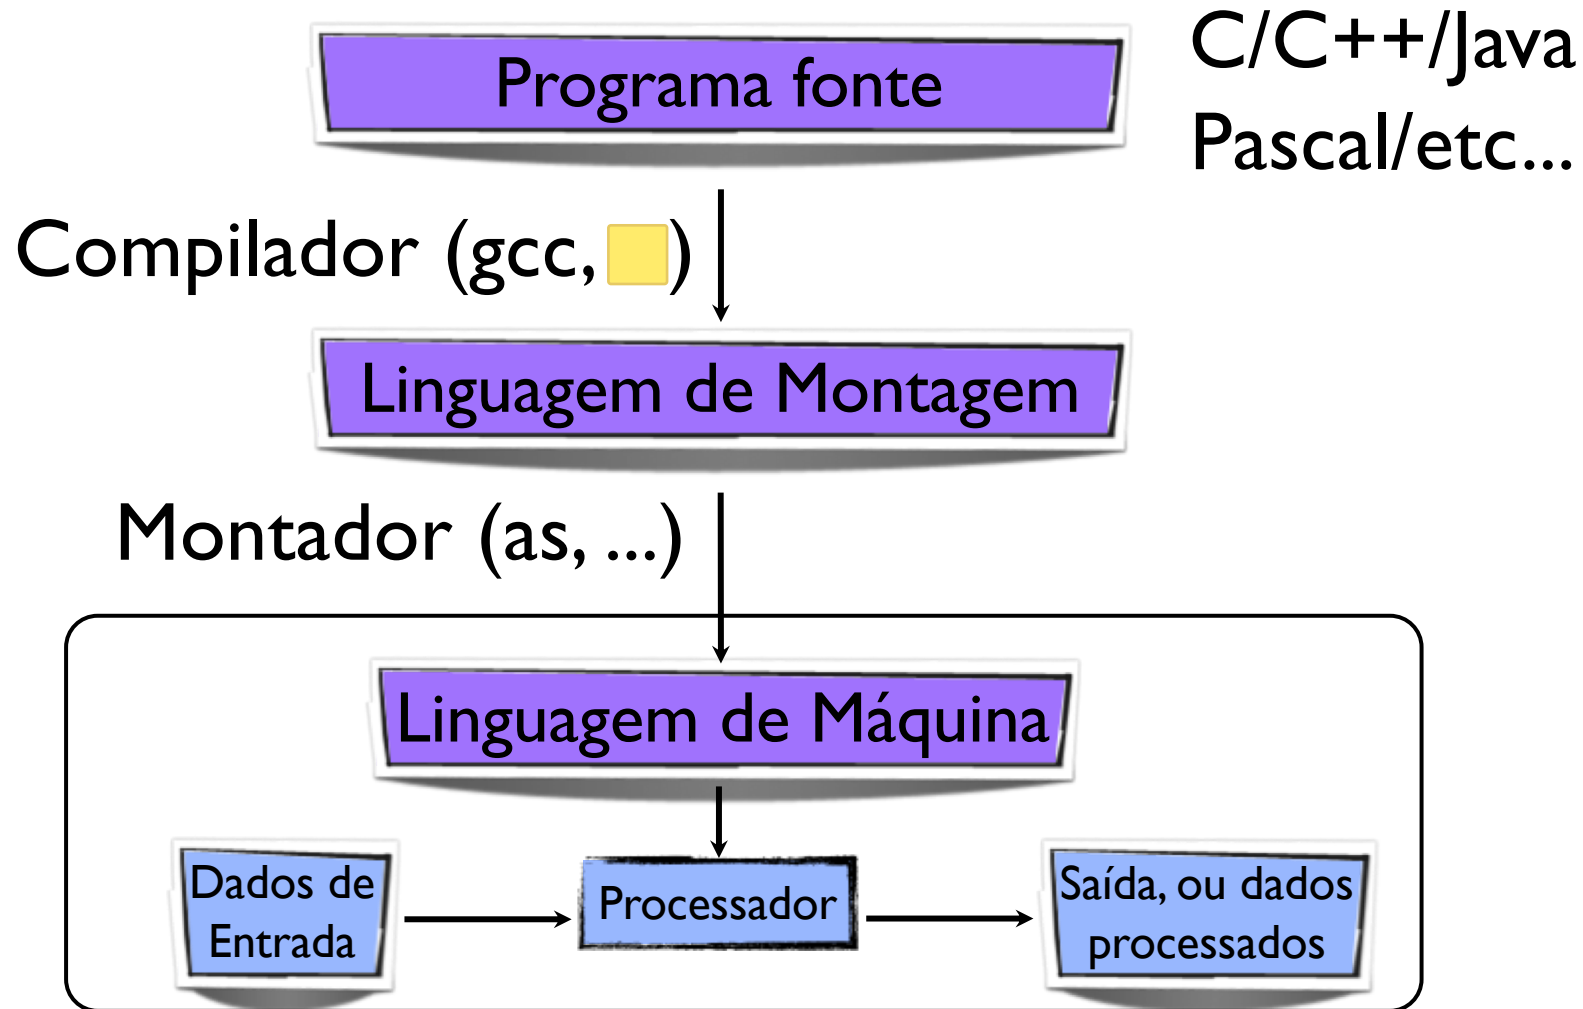 Programa fonte
C/C++/Java
Pascal/etc...
Compilador (gcc, )
Linguagem de Montagem
Montador (as, ...)
Linguagem de Máquina
Dados de
Entrada
Processador
Saída, ou dados
processados